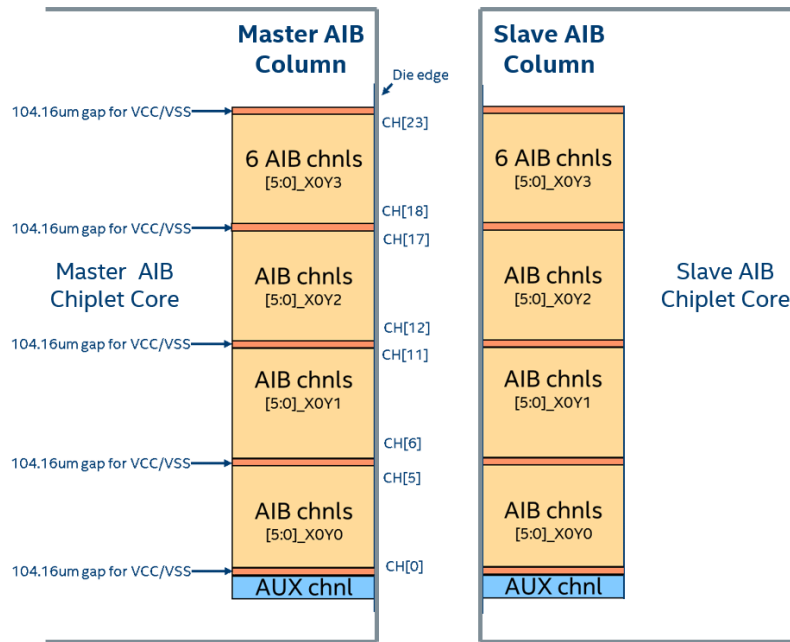 Master AIB
Column
Slave AIB
Column
Die edge
104.16um gap for VCC/VSS
CH[23]
6 AIB chnls
[5:0]_X0Y3
6 AIB chnls
[5:0]_X0Y3
CH[18]
104.16um gap for VCC/VSS
CH[17]
Master AIB
Chiplet Core
AIB chnls
[5:0]_X0Y2
AIB chnls
[5:0]_X0Y2
Slave AIB
Chiplet Core
CH[12]
104.16um gap for VCC/VSS
CH[11]
AIB chnls
[5:0]_X0Y1
AIB chnls
[5:0]_X0Y1
CH[6]
104.16um gap for VCC/VSS
CH[5]
AIB chnls
[5:0]_X0Y0
AIB chnls
[5:0]_X0Y0
104.16um gap for VCC/VSS
CH[0]
AUX chnl
AUX chnl